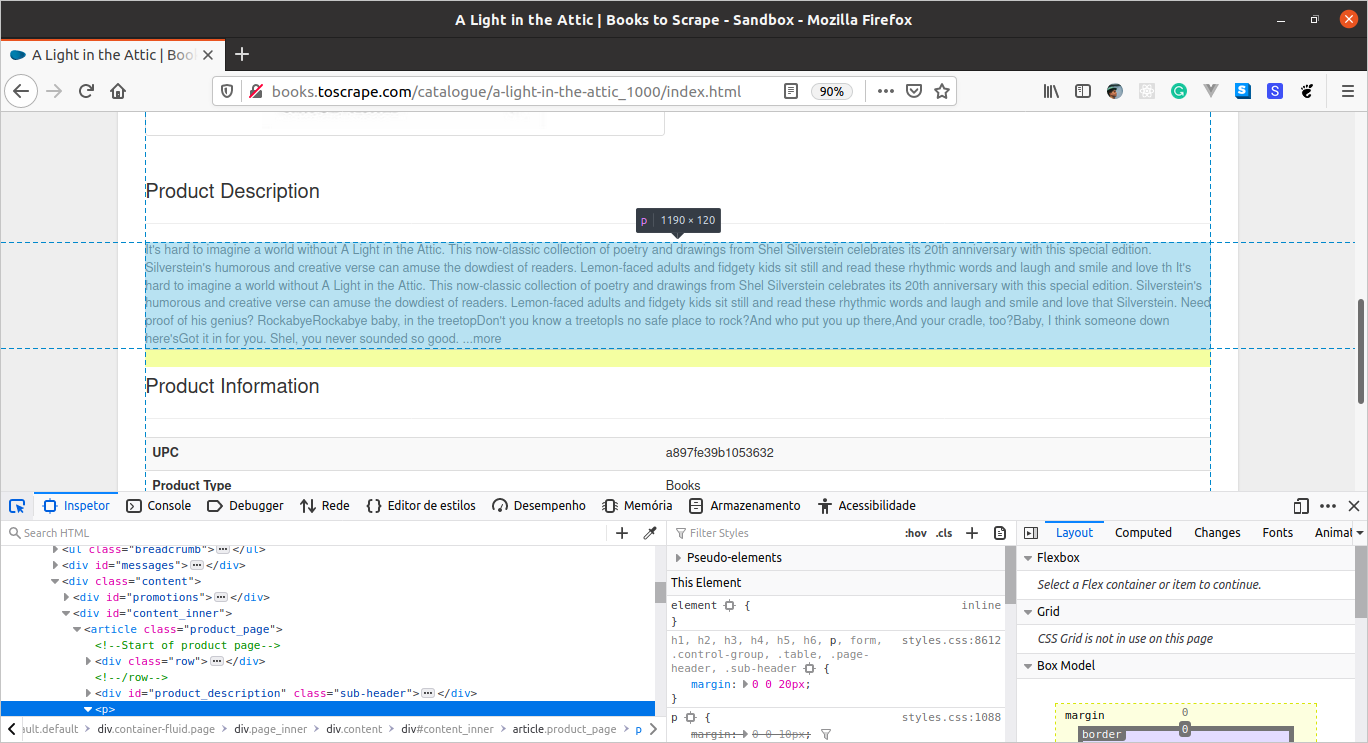 A Light in the Attic | Books to Scrape - Sandbox - Mozilla Firefox
A Light in the Attic | Boo
books.toscrape.com/catalogue/a-light-in-the-attic_1000/index.html
90%
Product Description
p 1190 × 120
It's hard to imagine a world without A Light in the Attic. This now-classic collection of poetry and drawings from Shel Silverstein celebrates its 20th anniversary with this special edition.
Silverstein's humorous and creative verse can amuse the dowdiest of readers. Lemon-faced adults and fidgety kids sit still and read these rhythmic words and laugh and smile and love th It's
hard to imagine a world without A Light in the Attic. This now-classic collection of poetry and drawings from Shel Silverstein celebrates its 20th anniversary with this special edition. Silverstein's
humorous and creative verse can amuse the dowdiest of readers. Lemon-faced adults and fidgety kids sit still and read these rhythmic words and laugh and smile and love that Silverstein. Need
proof of his genius? RockabyeRockabye baby, in the treetopDon't you know a treetopIs no safe place to rock?And who put you up there,And your cradle, too?Baby, I think someone down
here'sGot it in for you. Shel, you never sounded so good. ...more
Product Information
UPC a897fe39b1053632
Product Type Books
Inspetor Console Debugger Rede Editor de estilos Desempenho Memória Armazenamento Acessibilidade
Search HTML
<ul class="breadcrumb">⋯</ul>
<div id="messages">⋯</div>
<div class="content">
<div id="promotions">⋯</div>
<div id="content_inner">
<article class="product_page">
<!--Start of product page-->
<div class="row">⋯</div>
<!--/row-->
<div id="product_description" class="sub-header">⋯</div>
<p>
ault.default div.container-fluid.page div.page_inner div.content div#content_inner article.product_page p
Filter Styles :hov .cls
Pseudo-elements
This Element
element { inline
}
h1, h2, h3, h4, h5, h6, p, form, styles.css:8612
.control-group, .table, .page-
header, .sub-header {
margin: 0 0 20px;
}
p { styles.css:1088
margin: 0 0 10px;
Layout Computed Changes Fonts Animat
Flexbox
Select a Flex container or item to continue.
Grid
CSS Grid is not in use on this page
Box Model
margin 0
border 0